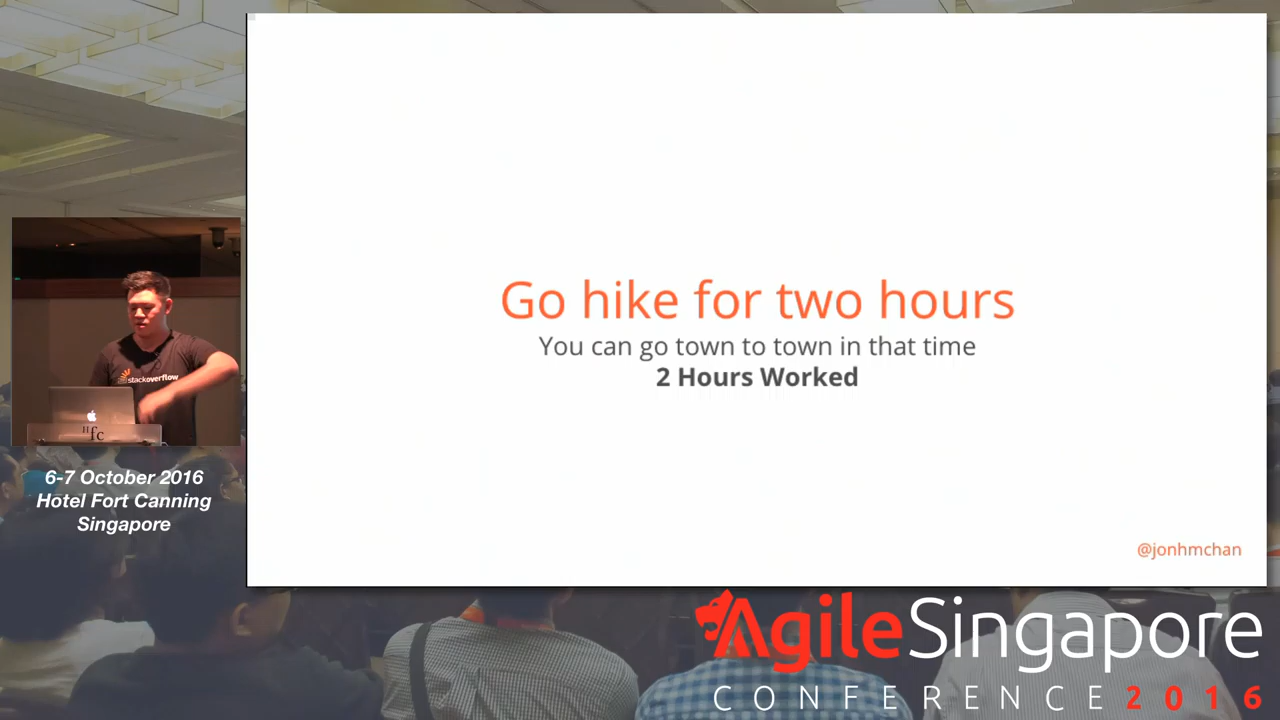 Go hike for two hours
You can go town to town in that time
2 Hours Worked
@jonhmchan
stackoverflow
fc
6-7 October 2016
Hotel Fort Canning
Singapore
AgileSingapore
CONFERENCE 2016